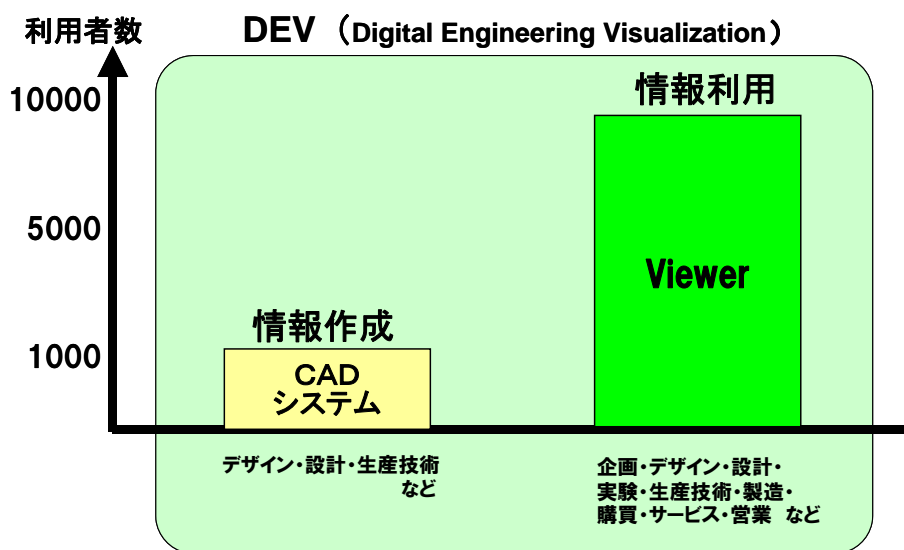 利用者数
DEV (Digital Engineering Visualization)
10000
5000
1000
情報作成
CAD
システム
デザイン・設計・生産技術
など
情報利用
Viewer
企画・デザイン・設計・
実験・生産技術・製造・
購買・サービス・営業 など